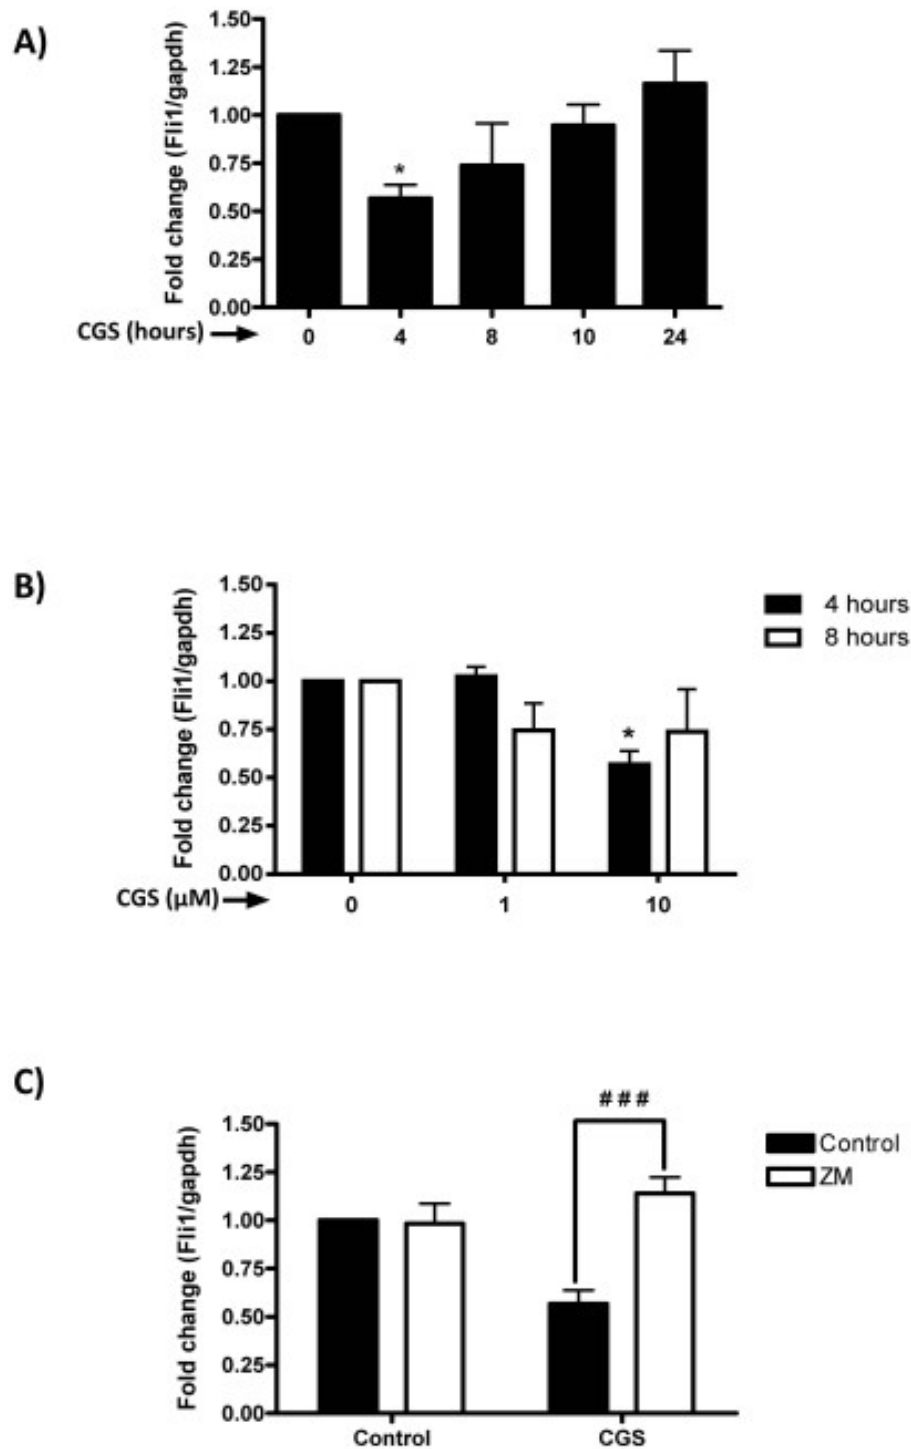 A)
Fold change (Fli1/gapdh)
1.50
1.25
1.00
0.75
0.50
0.25
0.00
*
CGS (hours)
0 4 8 10 24
B)
Fold change (Fli1/gapdh)
1.50
1.25
1.00
0.75
0.50
0.25
0.00
*
4 hours
8 hours
CGS (µM)
0 1 10
C)
Fold change (Fli1/gapdh)
1.50
1.25
1.00
0.75
0.50
0.25
0.00
###
Control
ZM
Control CGS